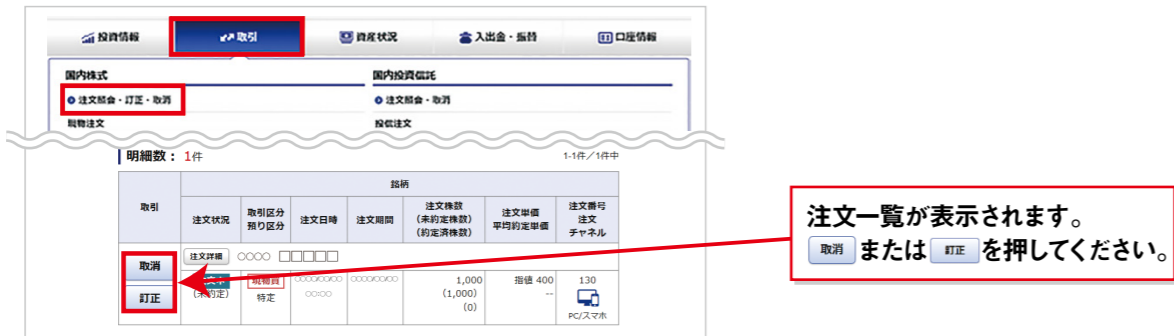 投資情報 取引 資産状況 入出金・振替 口座情報
国内株式 国内投資信託
注文照会・訂正・取消 注文照会・取消
現物注文 投信注文
明細数： 1件 1-1件／1件中
取引 銘柄
注文状況 取引区分 預り区分 注文日時 注文期間 注文株数 （未約定株数） （約定済株数） 注文単価 平均約定単価 注文番号 注文 チャネル
取消 注文詳細 ○○○○ □□□□□
訂正 (未約定) 現物買 特定 ○○/○○/○○ ○○:○○ ○○/○○/○○ 1,000 (1,000) (0) 指値 400 -- 130 PC/スマホ
注文一覧が表示されます。
取消 または 訂正 を押してください。